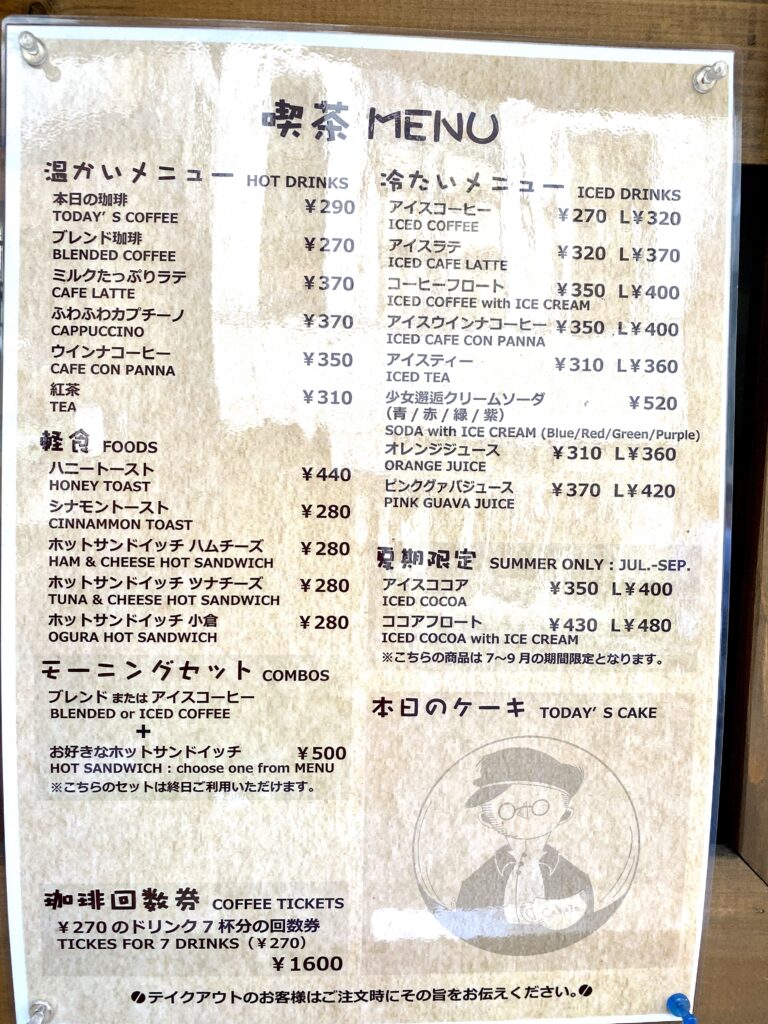 喫茶 MENU
温かいメニュー HOT DRINKS
本日の珈琲 ¥290
TODAY'S COFFEE
ブレンド珈琲 ¥270
BLENDED COFFEE
ミルクたっぷりラテ ¥370
CAFE LATTE
ふわふわカプチーノ ¥370
CAPPUCCINO
ウインナコーヒー ¥350
CAFE CON PANNA
紅茶 ¥310
TEA
軽食 FOODS
ハニートースト ¥440
HONEY TOAST
シナモントースト ¥280
CINNAMMON TOAST
ホットサンドイッチ ハムチーズ ¥280
HAM & CHEESE HOT SANDWICH
ホットサンドイッチ ツナチーズ ¥280
TUNA & CHEESE HOT SANDWICH
ホットサンドイッチ 小倉 ¥280
OGURA HOT SANDWICH
モーニングセット COMBOS
ブレンド または アイスコーヒー
BLENDED or ICED COFFEE
+
お好きなホットサンドイッチ ¥500
HOT SANDWICH : choose one from MENU
※こちらのセットは終日ご利用いただけます。
珈琲回数券 COFFEE TICKETS
¥270 のドリンク 7 杯分の回数券
TICKES FOR 7 DRINKS (¥270)
¥1600
冷たいメニュー ICED DRINKS
アイスコーヒー ¥270 L¥320
ICED COFFEE
アイスラテ ¥320 L¥370
ICED CAFE LATTE
コーヒーフロート ¥350 L¥400
ICED COFFEE with ICE CREAM
アイスウインナコーヒー ¥350 L¥400
ICED CAFE CON PANNA
アイスティー ¥310 L¥360
ICED TEA
少女邂逅クリームソーダ ¥520
(青 / 赤 / 緑 / 紫)
SODA with ICE CREAM (Blue/Red/Green/Purple)
オレンジジュース ¥310 L¥360
ORANGE JUICE
ピンクグァバジュース ¥370 L¥420
PINK GUAVA JUICE
夏期限定 SUMMER ONLY : JUL.-SEP.
アイスココア ¥350 L¥400
ICED COCOA
ココアフロート ¥430 L¥480
ICED COCOA with ICE CREAM
※こちらの商品は 7〜9 月の期間限定となります。
本日のケーキ TODAY'S CAKE
テイクアウトのお客様はご注文時にその旨をお伝えください。